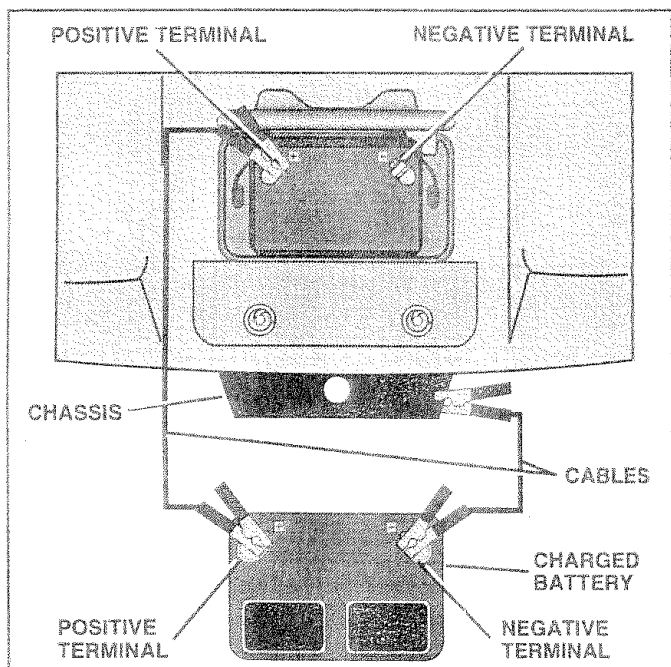 POSITIVE TERMINAL
NEGATIVE TERMINAL
CHASSIS
CABLES
CHARGED
BATTERY
POSITIVE
TERMINAL
NEGATIVE
TERMINAL